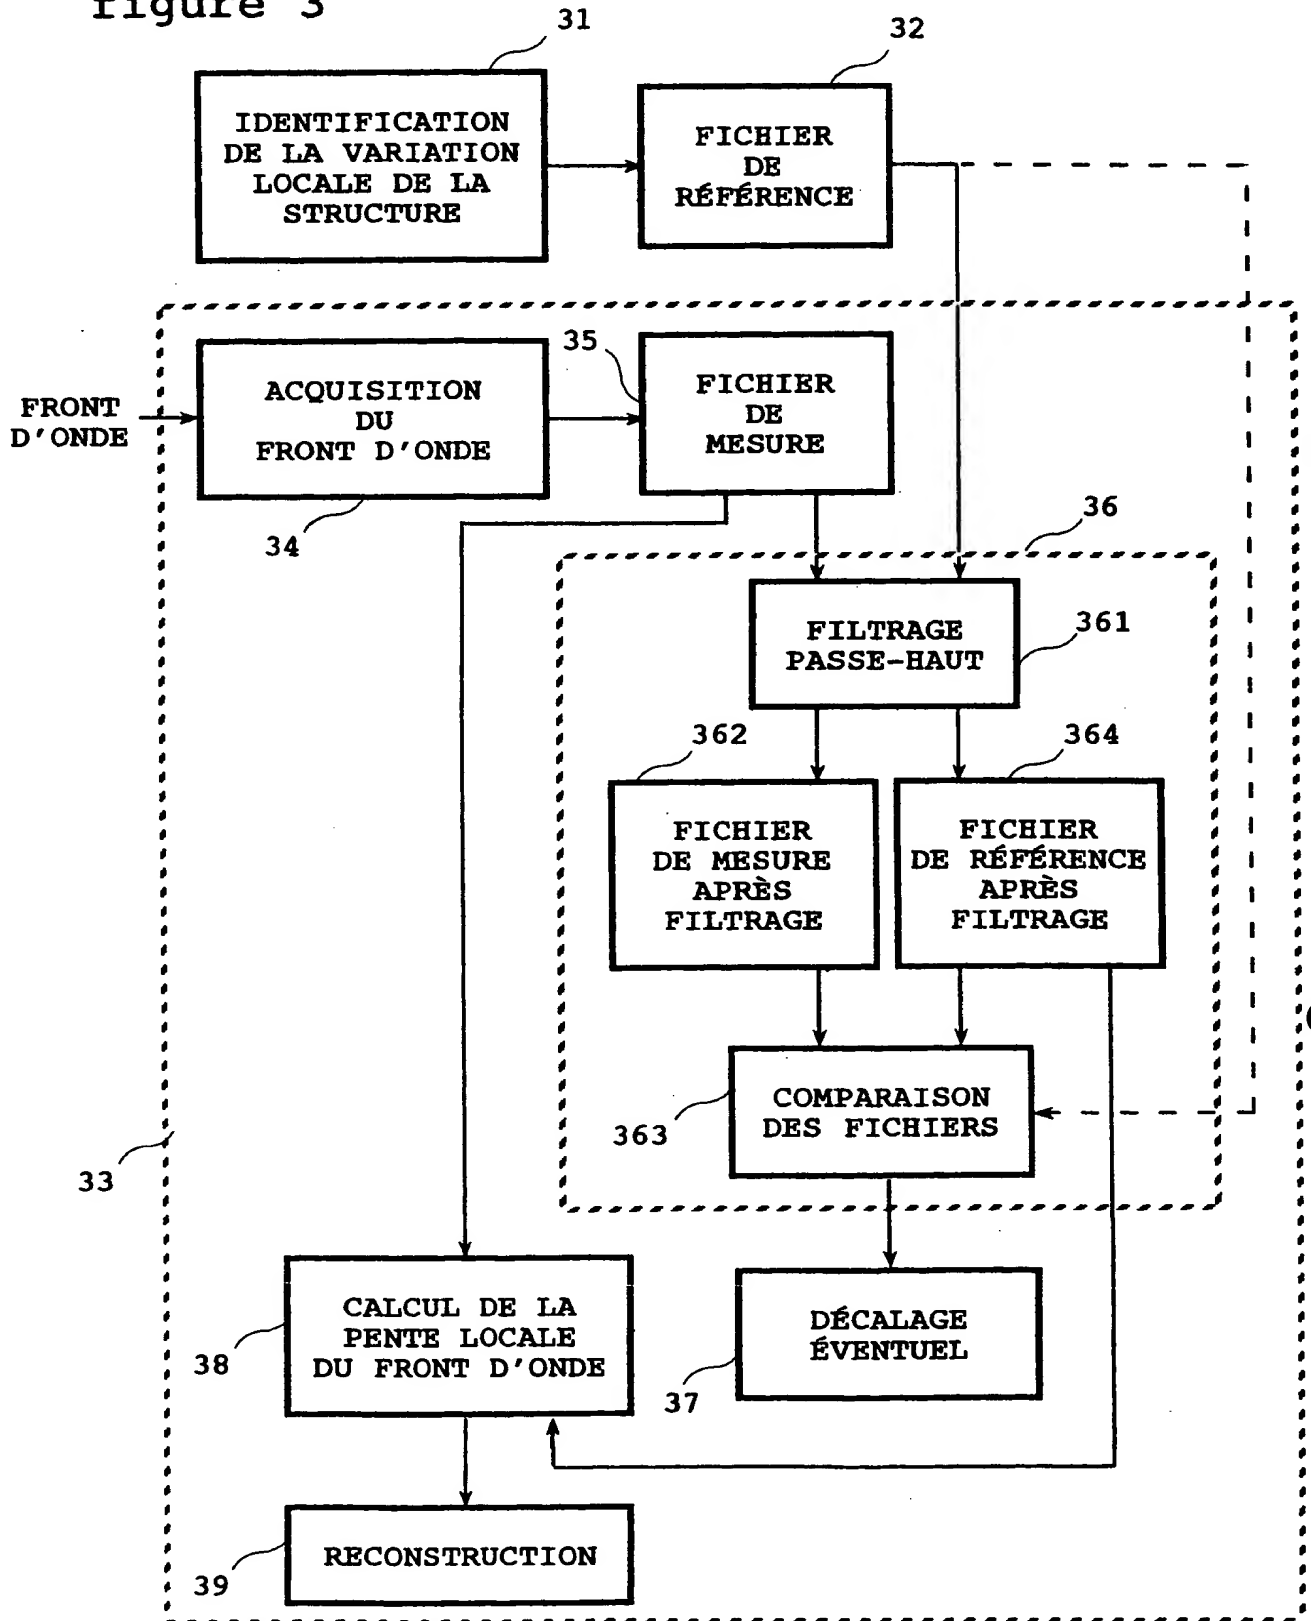 figure 3
31
32
IDENTIFICATION
DE LA VARIATION
LOCALE DE LA
STRUCTURE
FICHIER
DE
RÉFÉRENCE
FRONT
D'ONDE
ACQUISITION
DU
FRONT D'ONDE
34
35
FICHIER
DE
MESURE
36
FILTRAGE
PASSE-HAUT
361
362
364
FICHIER
DE MESURE
APRÈS
FILTRAGE
FICHIER
DE RÉFÉRENCE
APRÈS
FILTRAGE
COMPARAISON
DES FICHIERS
363
33
CALCUL DE LA
PENTE LOCALE
DU FRONT D'ONDE
38
DÉCALAGE
ÉVENTUEL
37
RECONSTRUCTION
39